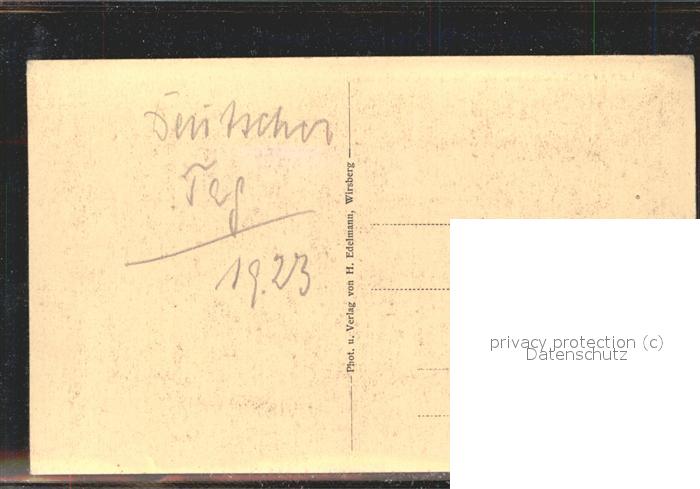 Deutscher
Tag
1923
Phot. u. Verlag von H. Edelmann, Wirsberg
privacy protection (c)
Datenschutz